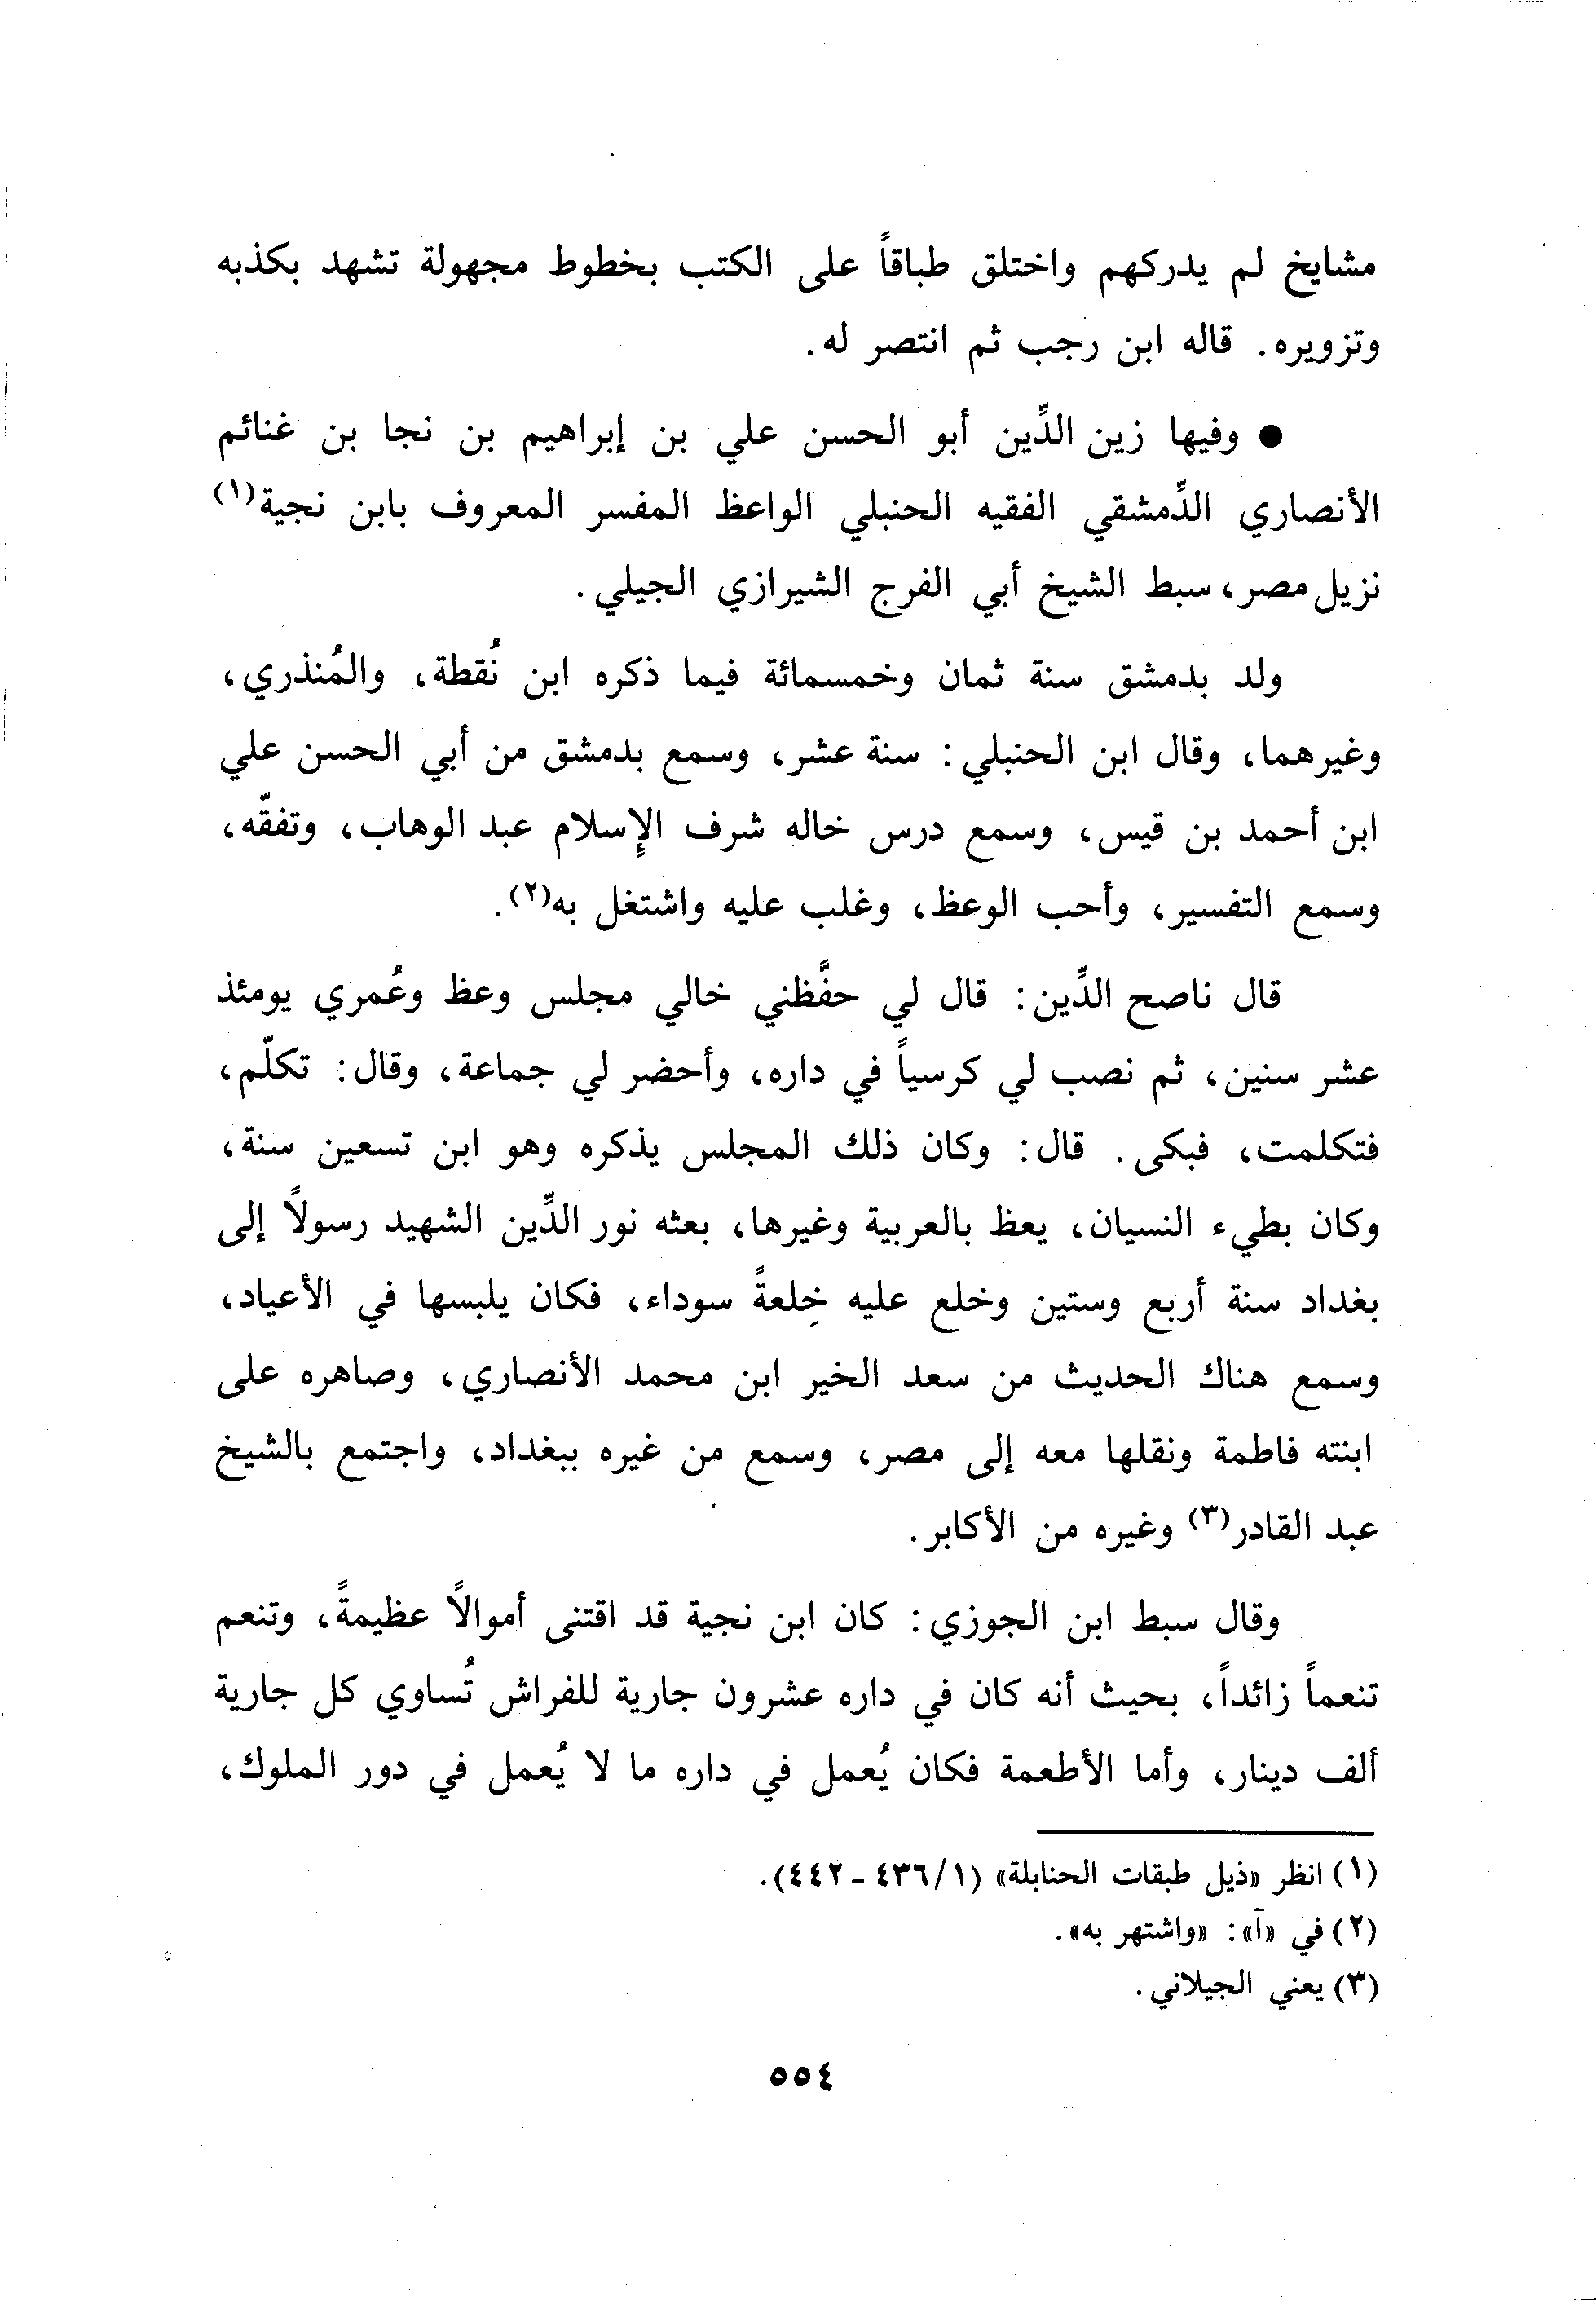 مشايخ لم يدركهم واختلق طباقاً على الكتب بخطوط مجهولة تشهد بكذبه
وتزويره. قاله ابن رجب ثم انتصر له.
● وفيها زين الدِّين أبو الحسن علي بن إبراهيم بن نجا بن غنائم
الأنصاري الدِّمشقي الفقيه الحنبلي الواعظ المفسر المعروف بابن نجية(١)
نزيل مصر، سبط الشيخ أبي الفرج الشيرازي الجيلي.
ولد بدمشق سنة ثمان وخمسمائة فيما ذكره ابن نُقطة، والمُنذري،
وغيرهما، وقال ابن الحنبلي: سنة عشر، وسمع بدمشق من أبي الحسن علي
ابن أحمد بن قيس، وسمع درس خاله شرف الإِسلام عبد الوهاب، وتفقّه،
وسمع التفسير، وأحب الوعظ، وغلب عليه واشتغل به(٢).
قال ناصح الدِّين: قال لي حفَّظني خالي مجلس وعظ وعُمري يومئذ
عشر سنين، ثم نصب لي كرسياً في داره، وأحضر لي جماعة، وقال: تكلّم،
فتكلمت، فبكى. قال: وكان ذلك المجلس يذكره وهو ابن تسعين سنة،
وكان بطيء النسيان، يعظ بالعربية وغيرها، بعثه نور الدِّين الشهيد رسولاً إلى
بغداد سنة أربع وستين وخلع عليه خِلعةً سوداء، فكان يلبسها في الأعياد،
وسمع هناك الحديث من سعد الخير ابن محمد الأنصاري، وصاهره على
ابنته فاطمة ونقلها معه إلى مصر، وسمع من غيره ببغداد، واجتمع بالشيخ
عبد القادر(٣) وغيره من الأكابر.
وقال سبط ابن الجوزي: كان ابن نجية قد اقتنى أموالاً عظيمةً، وتنعم
تنعماً زائداً، بحيث أنه كان في داره عشرون جارية للفراش تُساوي كل جارية
ألف دينار، وأما الأطعمة فكان يُعمل في داره ما لا يُعمل في دور الملوك،
(١) انظر «ذيل طبقات الحنابلة» (١/ ٤٣٦ - ٤٤٢).
(٢) في «آ»: «واشتهر به».
(٣) يعني الجيلاني.
٥٥٤